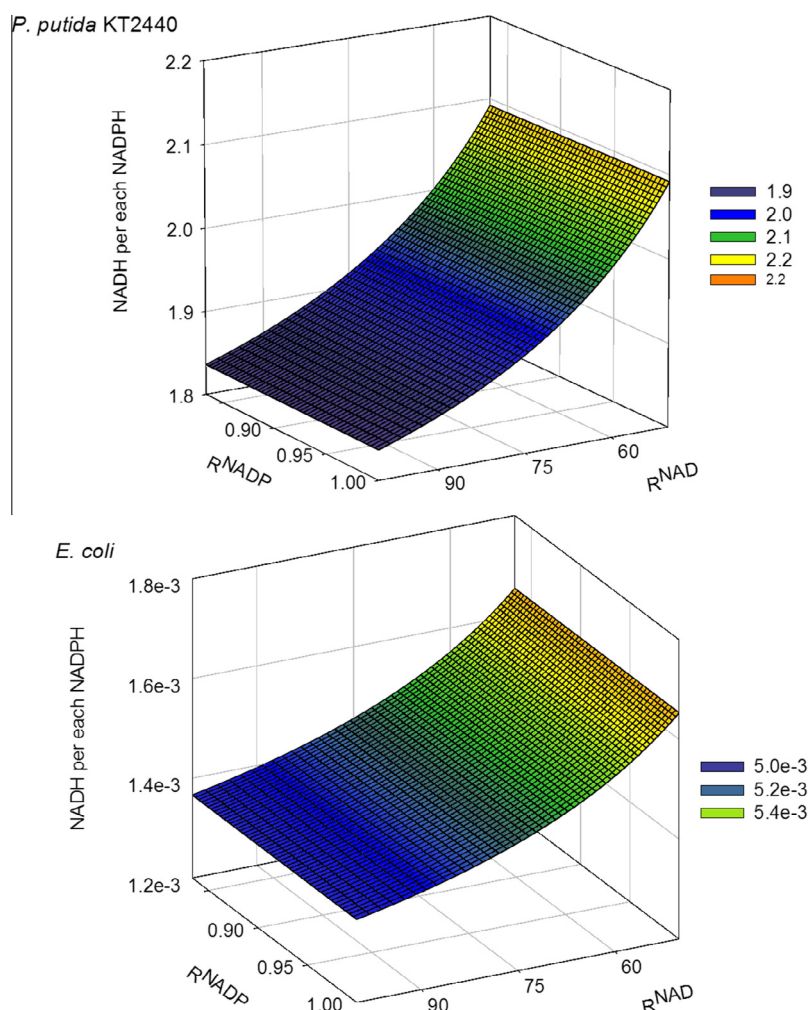 P. putida KT2440
NADH per each NADPH
2.2
2.1
2.0
1.9
1.8
0.90
0.95
1.00
RNADP
90
75
60
RNAD
1.9
2.0
2.1
2.2
2.2
E. coli
NADH per each NADPH
1.8e-3
1.6e-3
1.4e-3
1.2e-3
0.90
0.95
1.00
RNADP
90
75
60
RNAD
5.0e-3
5.2e-3
5.4e-3